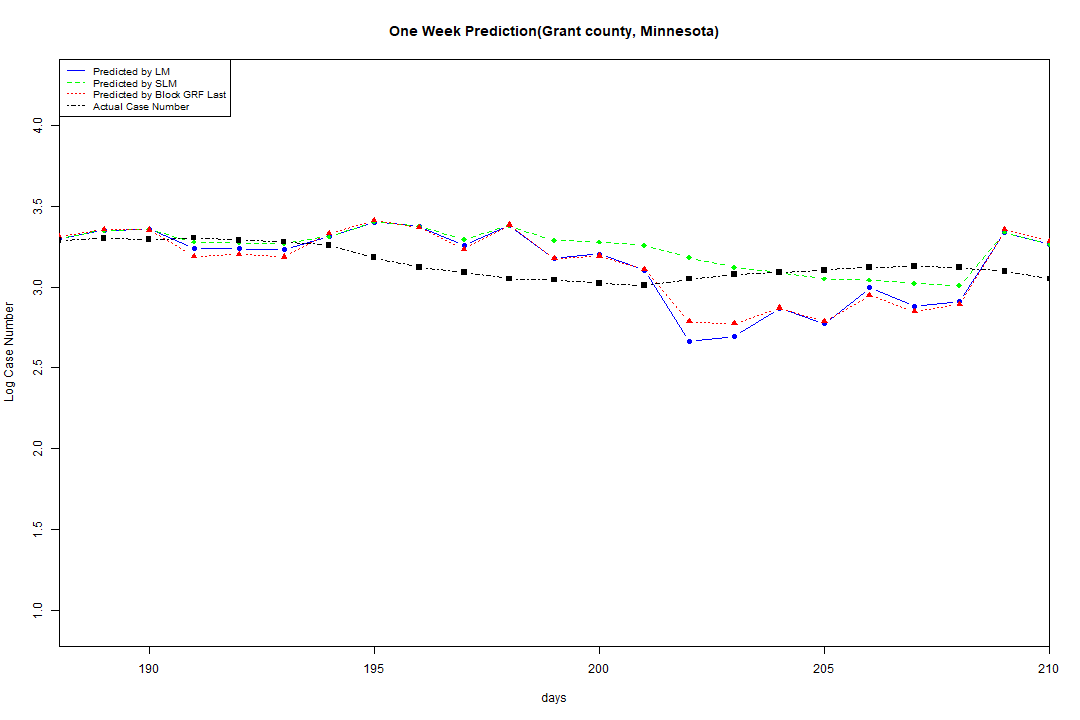 One Week Prediction(Grant county, Minnesota)
Predicted by LM
Predicted by SLM
Predicted by Block GRF Last
Actual Case Number
Log Case Number
4.0
3.5
3.0
2.5
2.0
1.5
1.0
190 195 200 205 210
days